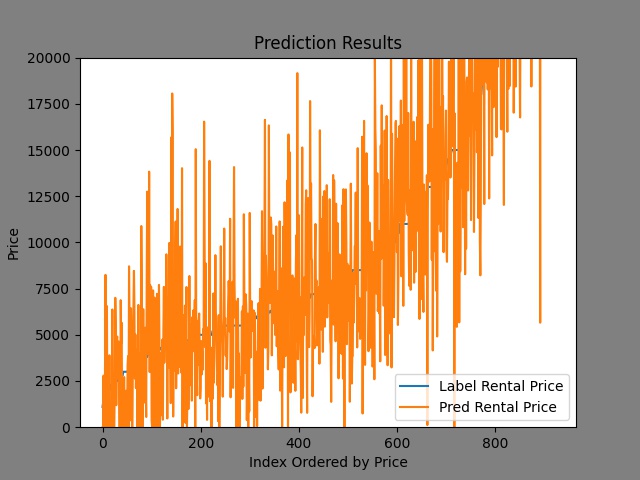 Prediction Results
20000
17500
15000
12500
10000
7500
5000
2500
0
Price
0 200 400 600 800
Index Ordered by Price
Label Rental Price
Pred Rental Price